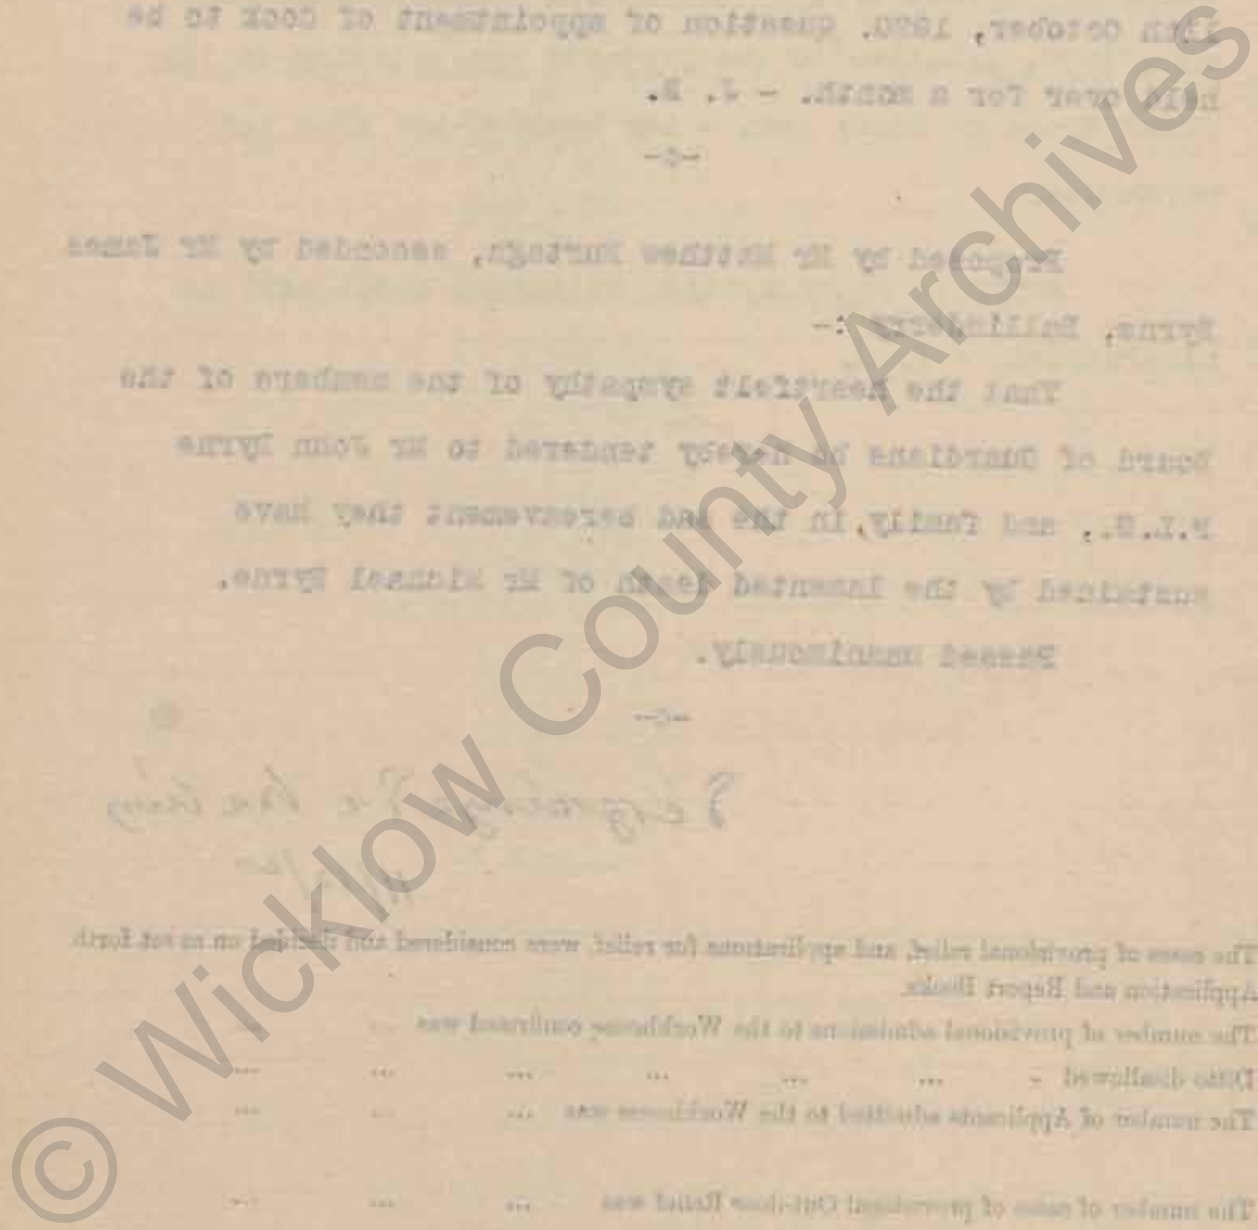 11th October, 1920. Question of appointment of Cook to be
held over for a month. - J. B.
-o-
Proposed by Mr Matthew Murtagh, seconded by Mr James
Byrne, Ballinderry :-
That the heartfelt sympathy of the members of the
Board of Guardians be hereby tendered to Mr John Byrne
P.L.G., and family, in the sad bereavement they have
sustained by the lamented death of Mr Michael Byrne.
Passed unanimously.
-o-
The cases of provisional relief, and applications for relief, were considered and decided on as set forth
Application and Report Books.
The number of provisional admissions to the Workhouse confirmed was ...
Ditto disallowed - ... ... ... ... ... ...
The number of Applicants admitted to the Workhouse was ... ... ...
The number of cases of provisional Out-door Relief was ... ... ...
© Wicklow County Archives